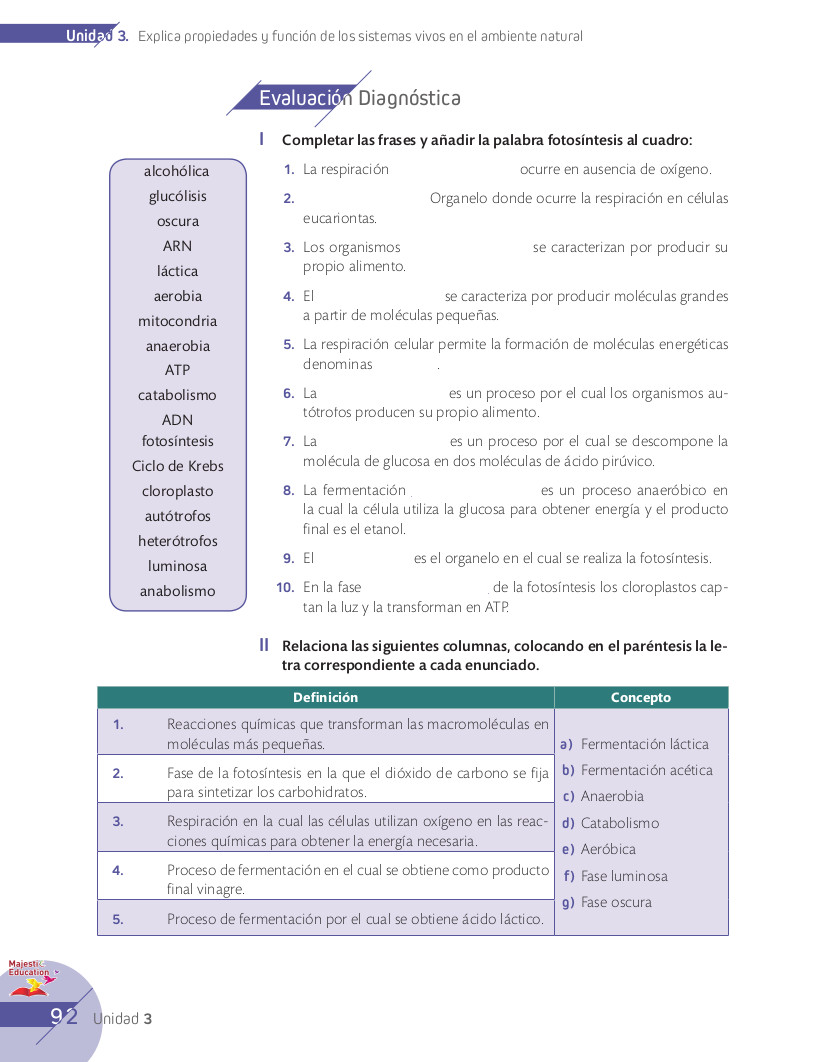 Unidad 3. Explica propiedades y función de los sistemas vivos en el ambiente natural
Evaluación Diagnóstica
I Completar las frases y añadir la palabra fotosíntesis al cuadro:
alcohólica
glucólisis
oscura
ARN
láctica
aerobia
mitocondria
anaerobia
ATP
catabolismo
ADN
fotosíntesis
Ciclo de Krebs
cloroplasto
autótrofos
heterótrofos
luminosa
anabolismo
1. La respiración ocurre en ausencia de oxígeno.
2. Organelo donde ocurre la respiración en células
eucariontas.
3. Los organismos se caracterizan por producir su
propio alimento.
4. El se caracteriza por producir moléculas grandes
a partir de moléculas pequeñas.
5. La respiración celular permite la formación de moléculas energéticas
denominas .
6. La es un proceso por el cual los organismos au-
tótrofos producen su propio alimento.
7. La es un proceso por el cual se descompone la
molécula de glucosa en dos moléculas de ácido pirúvico.
8. La fermentación es un proceso anaeróbico en
la cual la célula utiliza la glucosa para obtener energía y el producto
final es el etanol.
9. El es el organelo en el cual se realiza la fotosíntesis.
10. En la fase de la fotosíntesis los cloroplastos cap-
tan la luz y la transforman en ATP.
II Relaciona las siguientes columnas, colocando en el paréntesis la le-
tra correspondiente a cada enunciado.
Definición
Concepto
1. Reacciones químicas que transforman las macromoléculas en
moléculas más pequeñas.
2. Fase de la fotosíntesis en la que el dióxido de carbono se fija
para sintetizar los carbohidratos.
3. Respiración en la cual las células utilizan oxígeno en las reac-
ciones químicas para obtener la energía necesaria.
4. Proceso de fermentación en el cual se obtiene como producto
final vinagre.
5. Proceso de fermentación por el cual se obtiene ácido láctico.
a) Fermentación láctica
b) Fermentación acética
c) Anaerobia
d) Catabolismo
e) Aeróbica
f) Fase luminosa
g) Fase oscura
Majestic
Education
92 Unidad 3